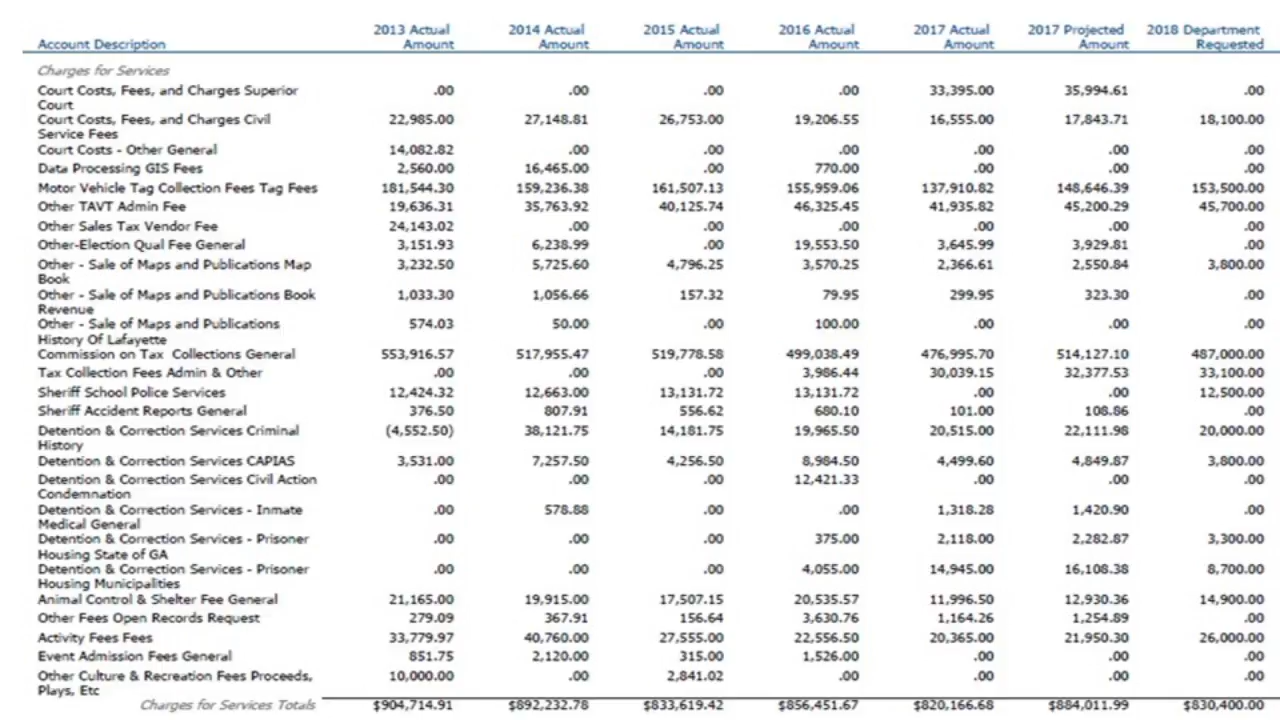 2013 Actual 2014 Actual 2015 Actual 2016 Actual 2017 Actual 2017 Projected 2018 Department
Account Description Amount Amount Amount Amount Amount Amount Requested
Charges for Services
Court Costs, Fees, and Charges Superior .00 .00 .00 .00 33,395.00 35,994.61 .00
Court
Court Costs, Fees, and Charges Civil 22,985.00 27,148.81 26,753.00 19,206.55 16,555.00 17,843.71 18,100.00
Service Fees
Court Costs - Other General 14,082.82 .00 .00 .00 .00 .00 .00
Data Processing GIS Fees 2,560.00 16,465.00 .00 770.00 .00 .00 .00
Motor Vehicle Tag Collection Fees Tag Fees 181,544.30 159,236.38 161,507.13 155,959.06 137,910.82 148,646.39 153,500.00
Other TAVT Admin Fee 19,636.31 35,763.92 40,125.74 46,325.45 41,935.82 45,200.29 45,700.00
Other Sales Tax Vendor Fee 24,143.02 .00 .00 .00 .00 .00 .00
Other-Election Qual Fee General 3,151.93 6,238.99 .00 19,553.50 3,645.99 3,929.81 .00
Other - Sale of Maps and Publications Map 3,232.50 5,725.60 4,796.25 3,570.25 2,366.61 2,550.84 3,800.00
Book
Other - Sale of Maps and Publications Book 1,033.30 1,056.66 157.32 79.95 299.95 323.30 .00
Revenue
Other - Sale of Maps and Publications 574.03 50.00 .00 100.00 .00 .00 .00
History Of Lafayette
Commission on Tax Collections General 553,916.57 517,955.47 519,778.58 499,038.49 476,995.70 514,127.10 487,000.00
Tax Collection Fees Admin & Other .00 .00 .00 3,986.44 30,039.15 32,377.53 33,100.00
Sheriff School Police Services 12,424.32 12,663.00 13,131.72 13,131.72 .00 .00 12,500.00
Sheriff Accident Reports General 376.50 807.91 556.62 680.10 101.00 108.86 .00
Detention & Correction Services Criminal (4,552.50) 38,121.75 14,181.75 19,965.50 20,515.00 22,111.98 20,000.00
History
Detention & Correction Services CAPIAS 3,531.00 7,257.50 4,256.50 8,984.50 4,499.60 4,849.87 3,800.00
Detention & Correction Services Civil Action .00 .00 .00 12,421.33 .00 .00 .00
Condemnation
Detention & Correction Services - Inmate .00 578.88 .00 .00 1,318.28 1,420.90 .00
Medical General
Detention & Correction Services - Prisoner .00 .00 .00 375.00 2,118.00 2,282.87 3,300.00
Housing State of GA
Detention & Correction Services - Prisoner .00 .00 .00 4,055.00 14,945.00 16,108.38 8,700.00
Housing Municipalities
Animal Control & Shelter Fee General 21,165.00 19,915.00 17,507.15 20,535.57 11,996.50 12,930.36 14,900.00
Other Fees Open Records Request 279.09 367.91 156.64 3,630.76 1,164.26 1,254.89 .00
Activity Fees Fees 33,779.97 40,760.00 27,555.00 22,556.50 20,365.00 21,950.30 26,000.00
Event Admission Fees General 851.75 2,120.00 315.00 1,526.00 .00 .00 .00
Other Culture & Recreation Fees Proceeds, 10,000.00 .00 2,841.02 .00 .00 .00 .00
Plays, Etc
Charges for Services Totals $904,714.91 $892,232.78 $833,619.42 $856,451.67 $820,166.68 $884,011.99 $830,400.00